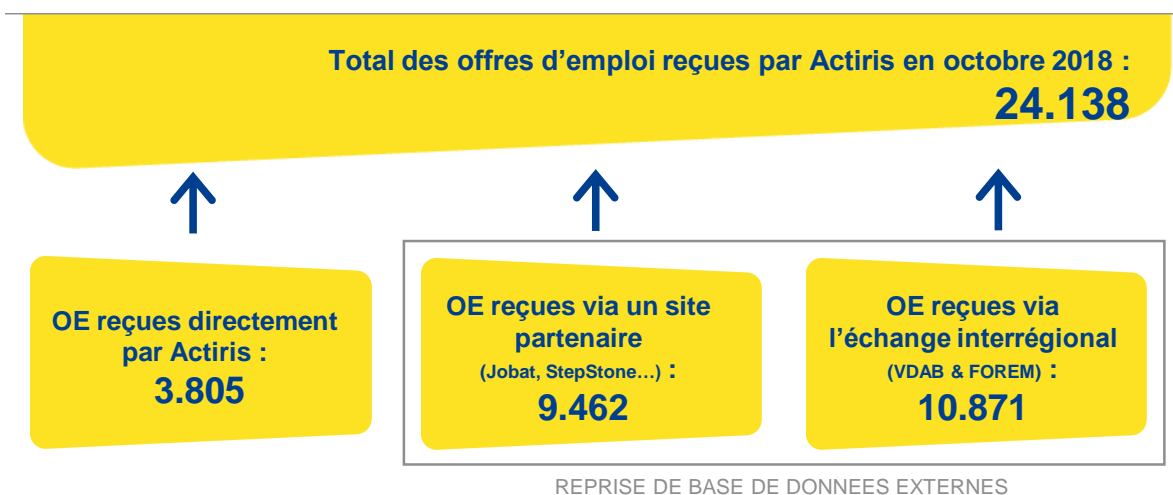 Total des offres d’emploi reçues par Actiris en octobre 2018 :
24.138
OE reçues directement
par Actiris :
3.805
OE reçues via un site
partenaire
(Jobat, StepStone…) :
9.462
OE reçues via
l’échange interrégional
(VDAB & FOREM) :
10.871
REPRISE DE BASE DE DONNEES EXTERNES